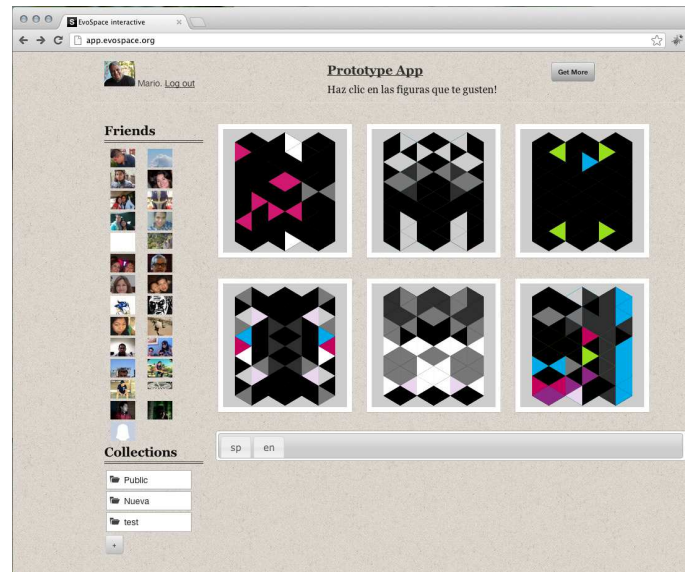 EvoSpace interactive
app.evospace.org
Mario. Log out
Prototype App
Get More
Haz clic en las figuras que te gusten!
Friends
Collections
Public
Nueva
test
+
sp en